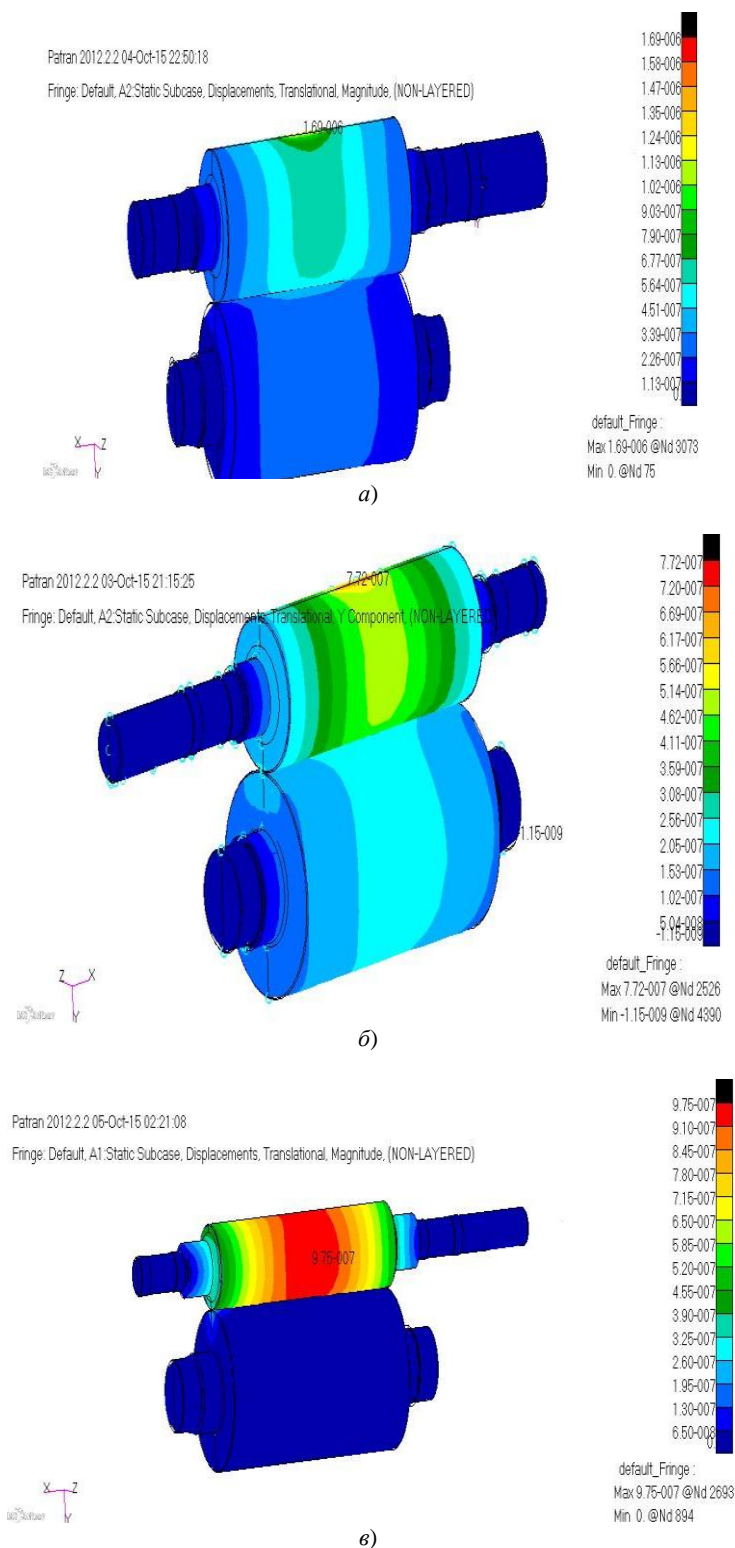 Patran 2012.2.2 04-Oct-15 22:50:18
Fringe: Default, A2:Static Subcase, Displacements, Translational, Magnitude, (NON-LAYERED)
1.69-006
1.69-006
1.58-006
1.47-006
1.35-006
1.24-006
1.13-006
1.02-006
9.03-007
7.90-007
6.77-007
5.64-007
4.51-007
3.39-007
2.26-007
1.13-007
0.
default_Fringe :
Max 1.69-006 @Nd 3073
Min 0. @Nd 75
X Z
Y
а)
Patran 2012.2.2 03-Oct-15 21:15:25
Fringe: Default, A2:Static Subcase, Displacements, Translational, Y Component, (NON-LAYERED)
7.72-007
-1.15-009
7.72-007
7.20-007
6.69-007
6.17-007
5.66-007
5.14-007
4.62-007
4.11-007
3.59-007
3.08-007
2.56-007
2.05-007
1.53-007
1.02-007
5.04-008
-1.15-009
default_Fringe :
Max 7.72-007 @Nd 2526
Min -1.15-009 @Nd 4390
Z X
Y
б)
Patran 2012.2.2 05-Oct-15 02:21:08
Fringe: Default, A1:Static Subcase, Displacements, Translational, Magnitude, (NON-LAYERED)
9.75-007
9.75-007
9.10-007
8.45-007
7.80-007
7.15-007
6.50-007
5.85-007
5.20-007
4.55-007
3.90-007
3.25-007
2.60-007
1.95-007
1.30-007
6.50-008
0.
default_Fringe :
Max 9.75-007 @Nd 2693
Min 0. @Nd 894
X Z
Y
в)